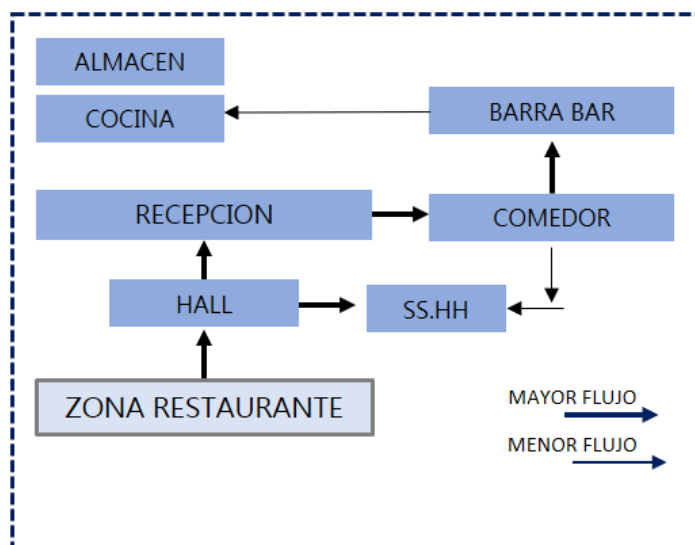 ALMACEN
COCINA
BARRA BAR
RECEPCION
COMEDOR
HALL
SS.HH
ZONA RESTAURANTE
MAYOR FLUJO
MENOR FLUJO